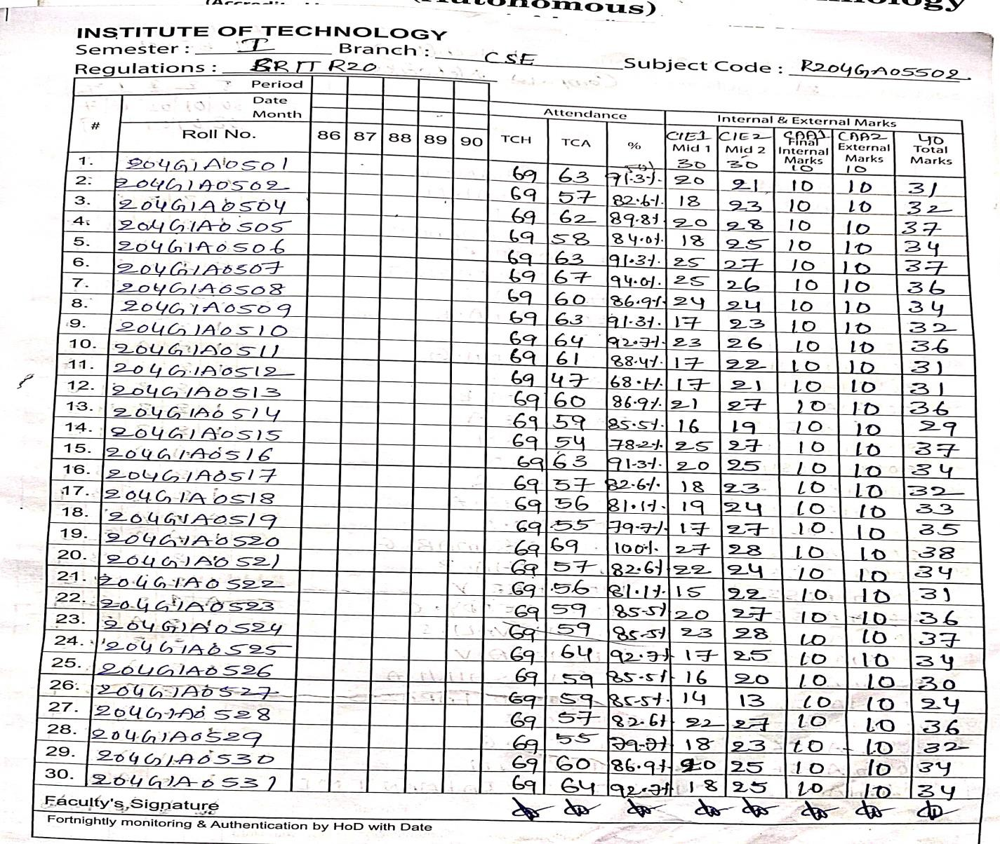 (Autonomous)
INSTITUTE OF TECHNOLOGY
Semester : I Branch : CSE
Regulations : BRIT R20 Subject Code : R204GA05502
Period
Date
Month
Attendance Internal & External Marks
# Roll No. 86 87 88 89 90 TCH TCA % CIE1 Mid 1 30 CIE2 Mid 2 30 CAA1 Final Internal Marks 10 CAA2 External Marks 10 40 Total Marks
1. 204G1A0501 69 63 91.3% 20 21 10 10 31
2. 204G1A0502 69 57 82.6% 18 23 10 10 32
3. 204G1A0504 69 62 89.8% 20 28 10 10 37
4. 204G1A0505 69 58 84.0% 18 25 10 10 34
5. 204G1A0506 69 63 91.3% 25 27 10 10 37
6. 204G1A0507 69 67 94.0% 25 26 10 10 36
7. 204G1A0508 69 60 86.9% 24 24 10 10 34
8. 204G1A0509 69 63 91.3% 17 23 10 10 32
9. 204G1A0510 69 64 92.7% 23 26 10 10 36
10. 204G1A0511 69 61 88.4% 17 22 10 10 31
11. 204G1A0512 69 47 68.1% 17 21 10 10 31
12. 204G1A0513 69 60 86.9% 21 27 10 10 36
13. 204G1A0514 69 59 85.5% 16 19 10 10 29
14. 204G1A0515 69 54 78.2% 25 27 10 10 37
15. 204G1A0516 69 63 91.3% 20 25 10 10 34
16. 204G1A0517 69 57 82.6% 18 23 10 10 32
17. 204G1A0518 69 56 81.1% 19 24 10 10 33
18. 204G1A0519 69 55 79.7% 17 27 10 10 35
19. 204G1A0520 69 69 100% 27 28 10 10 38
20. 204G1A0521 69 57 82.6% 22 24 10 10 34
21. 204G1A0522 69 56 81.1% 15 22 10 10 31
22. 204G1A0523 69 59 85.5% 20 27 10 10 36
23. 204G1A0524 69 59 85.5% 23 28 10 10 37
24. 204G1A0525 69 64 92.7% 17 25 10 10 34
25. 204G1A0526 69 59 85.5% 16 20 10 10 30
26. 204G1A0527 69 59 85.5% 14 13 10 10 24
27. 204G1A0528 69 57 82.6% 22 27 10 10 36
28. 204G1A0529 69 55 79.7% 18 23 10 10 32
29. 204G1A0530 69 60 86.9% 20 25 10 10 34
30. 204G1A0531 69 64 92.7% 18 25 10 10 34
Faculty's Signature
Fortnightly monitoring & Authentication by HoD with Date